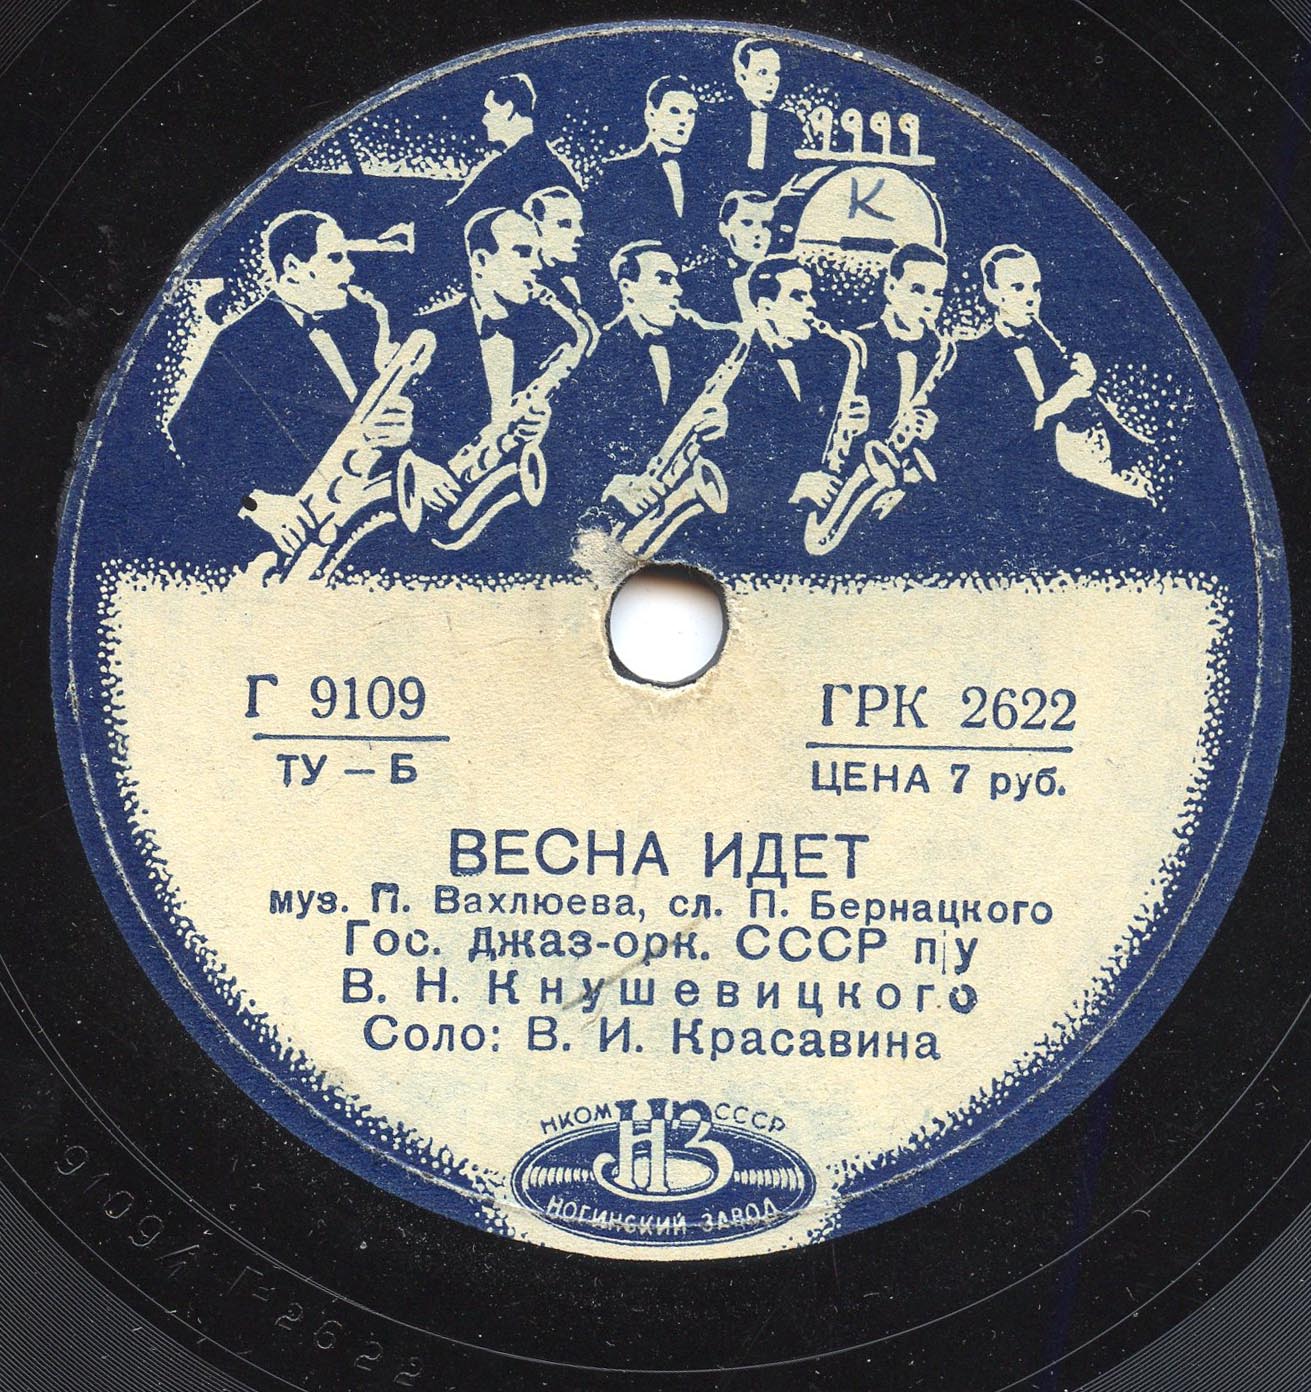 К
Г 9109
ТУ – Б
ГРК 2622
ЦЕНА 7 руб.
ВЕСНА ИДЕТ
муз. П. Вахлюева, сл. П. Бернацкого
Гос. джаз-орк. СССР п/у
В. Н. Кнушевицкого
Соло: В. И. Красавина
НКОМ НЗ СССР
НОГИНСКИЙ ЗАВОД
9109/1 Г-2622